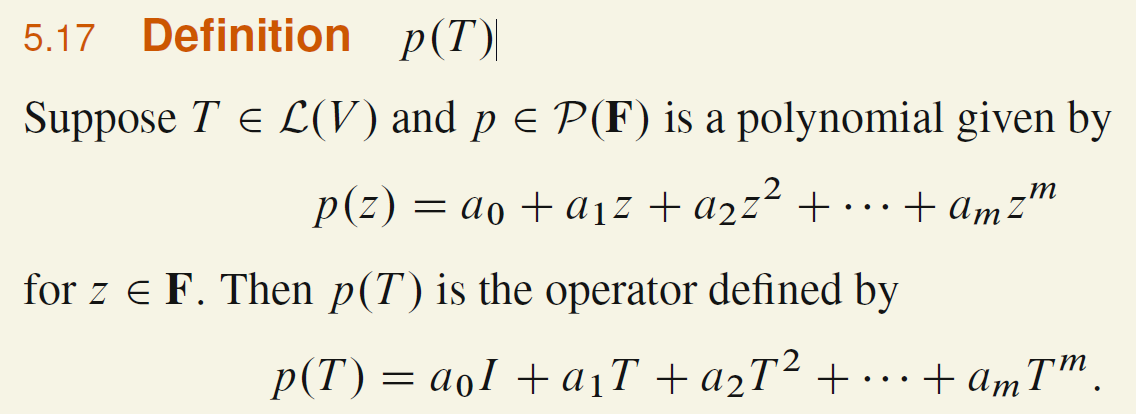 5.17 Definition p(T)
Suppose T ∈ ℒ(V) and p ∈ 𝒫(F) is a polynomial given by
p(z) = a₀ + a₁z + a₂z² + ⋯ + aₘzᵐ
for z ∈ F. Then p(T) is the operator defined by
p(T) = a₀I + a₁T + a₂T² + ⋯ + aₘTᵐ.